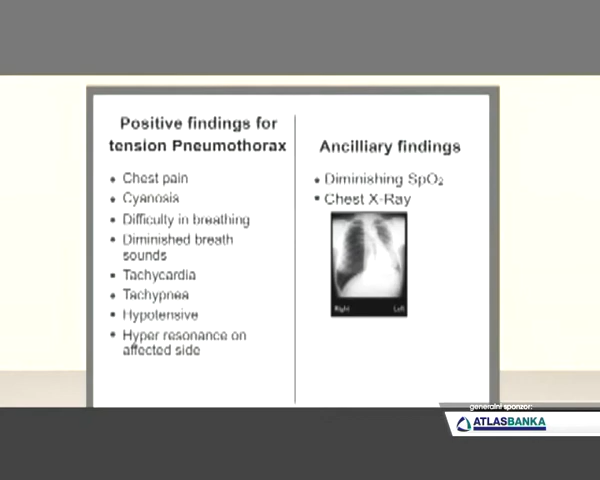 Positive findings for
tension Pneumothorax
• Chest pain
• Cyanosis
• Difficulty in breathing
• Diminished breath
sounds
• Tachycardia
• Tachypnea
• Hypotensive
• Hyper resonance on
affected side
Ancilliary findings
• Diminishing SpO₂
• Chest X-Ray
Right Left
generalni sponzor:
ATLASBANKA